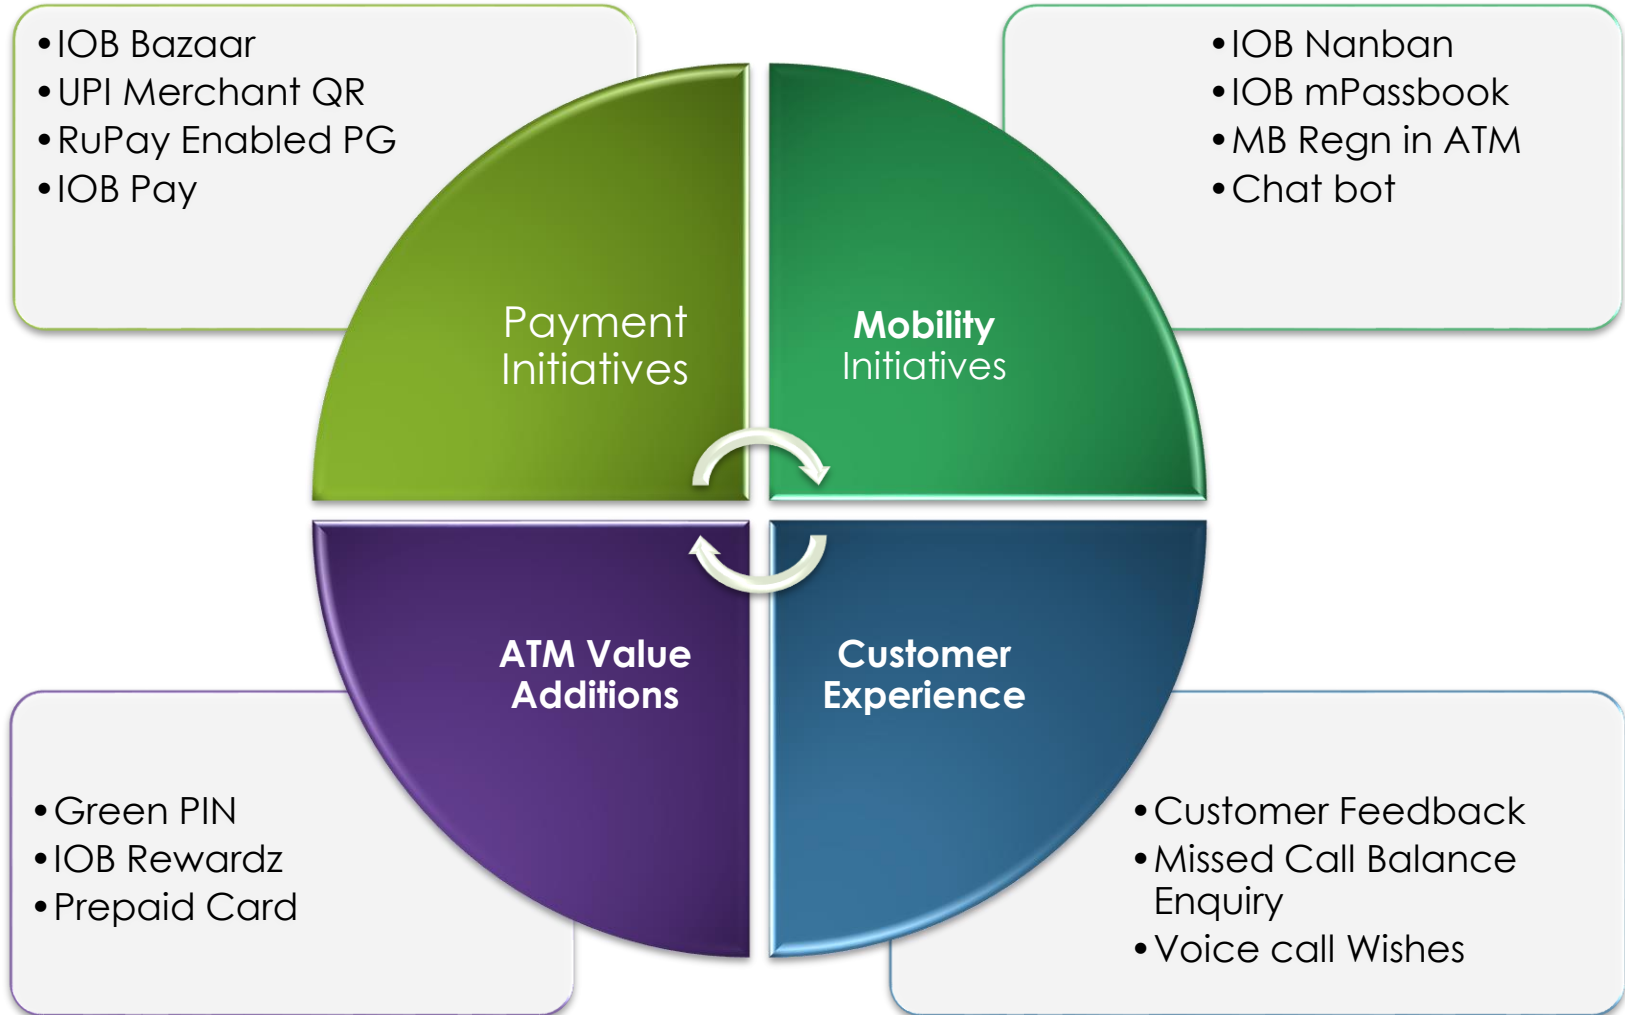 •IOB Bazaar
•UPI Merchant QR
•RuPay Enabled PG
•IOB Pay
•IOB Nanban
•IOB mPassbook
•MB Regn in ATM
•Chat bot
Payment
Initiatives
Mobility
Initiatives
ATM Value
Additions
Customer
Experience
•Green PIN
•IOB Rewardz
•Prepaid Card
•Customer Feedback
•Missed Call Balance
Enquiry
•Voice call Wishes